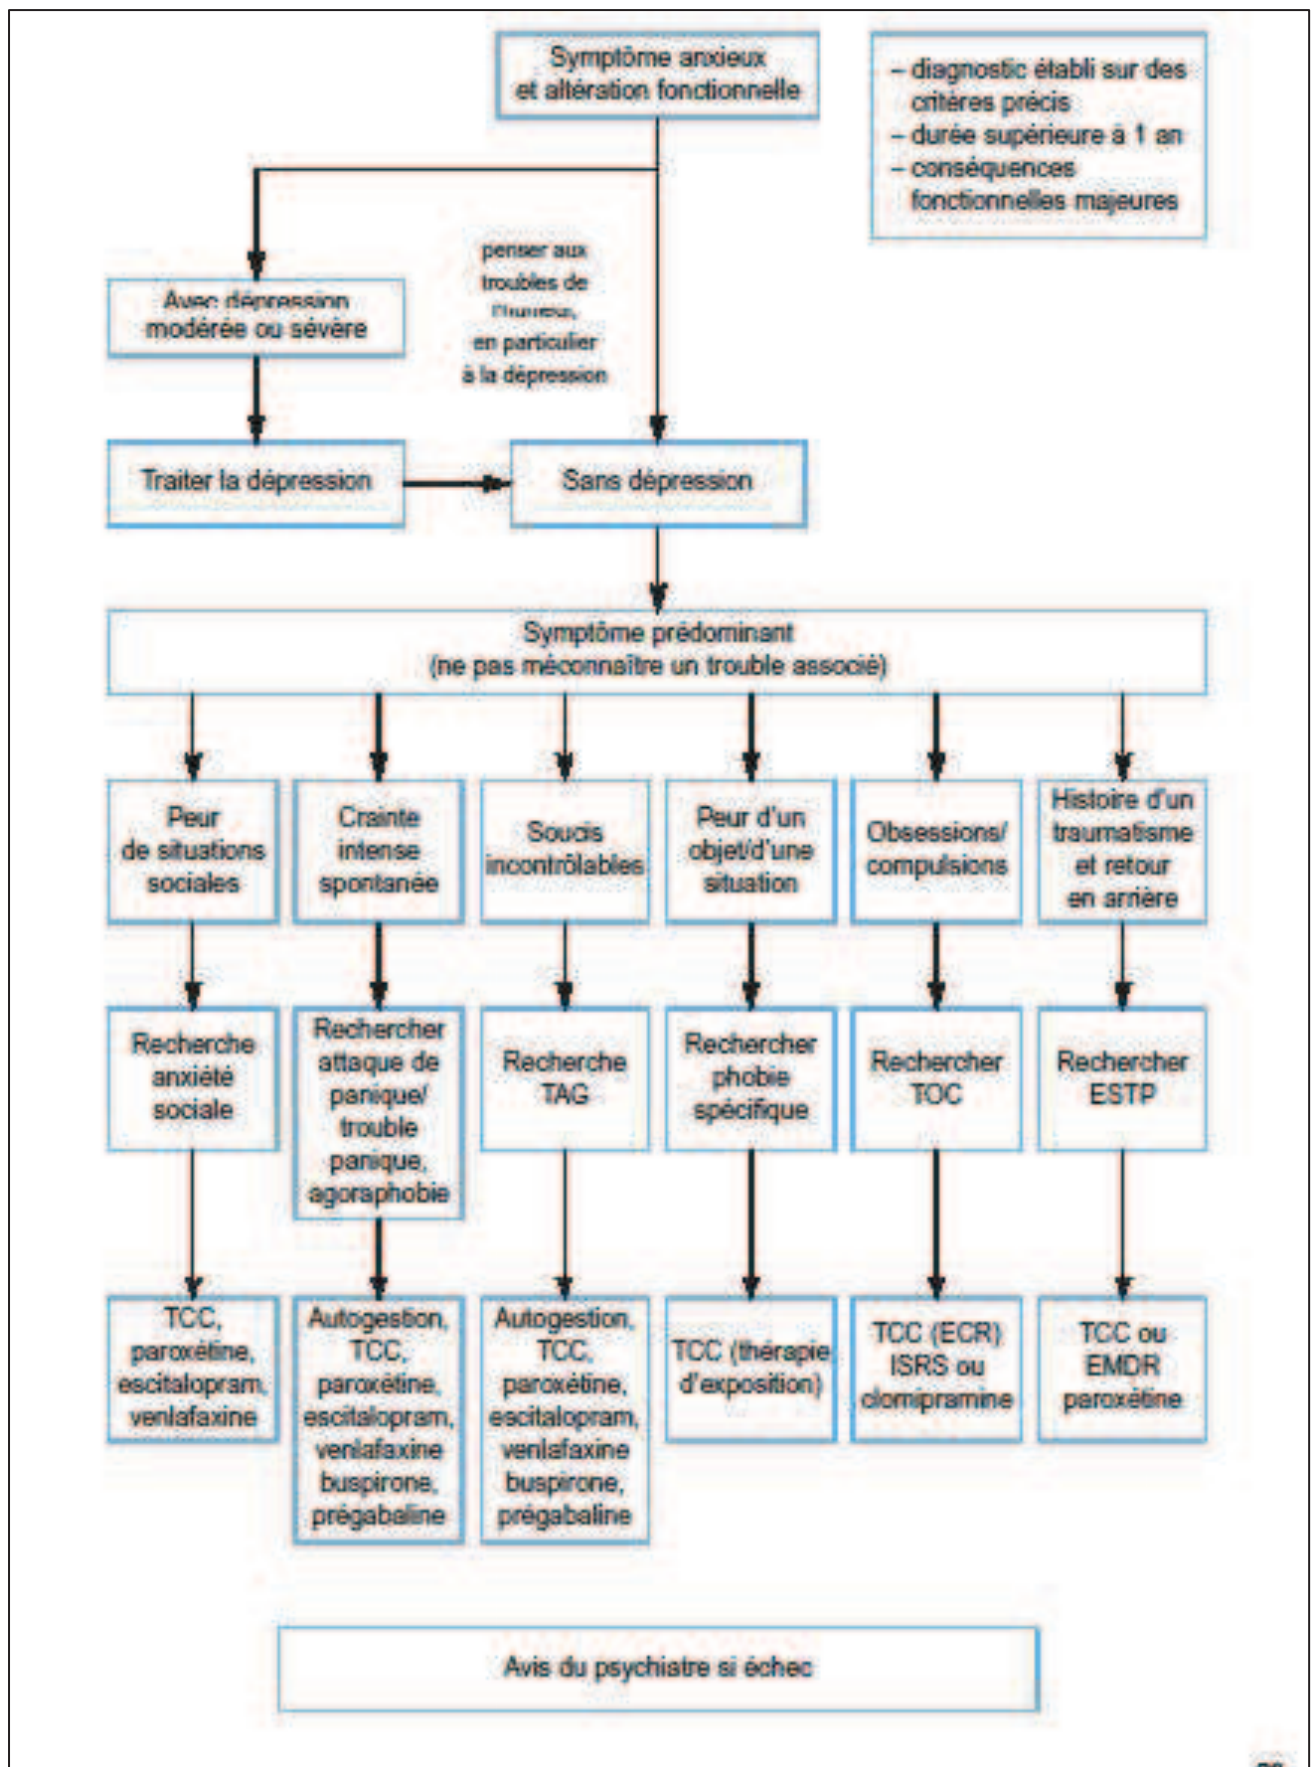 Symptôme anxieux
et altération fonctionnelle
– diagnostic établi sur des
critères précis
– durée supérieure à 1 an
– conséquences
fonctionnelles majeures
penser aux
troubles de
l'humeur,
en particulier
à la dépression
Avec dépression
modérée ou sévère
Traiter la dépression
Sans dépression
Symptôme prédominant
(ne pas méconnaître un trouble associé)
Peur
de situations
sociales
Crainte
intense
spontanée
Soucis
incontrôlables
Peur d'un
objet/d'une
situation
Obsessions/
compulsions
Histoire d'un
traumatisme
et retour
en arrière
Recherche
anxiété
sociale
Rechercher
attaque de
panique/
trouble
panique,
agoraphobie
Recherche
TAG
Rechercher
phobie
spécifique
Rechercher
TOC
Rechercher
ESTP
TCC,
paroxétine,
escitalopram,
venlafaxine
Autogestion,
TCC,
paroxétine,
escitalopram,
venlafaxine
buspirone,
prégabaline
Autogestion,
TCC,
paroxétine,
escitalopram,
venlafaxine
buspirone,
prégabaline
TCC (thérapie
d'exposition)
TCC (ECR)
ISRS ou
clomipramine
TCC ou
EMDR
paroxétine
Avis du psychiatre si échec